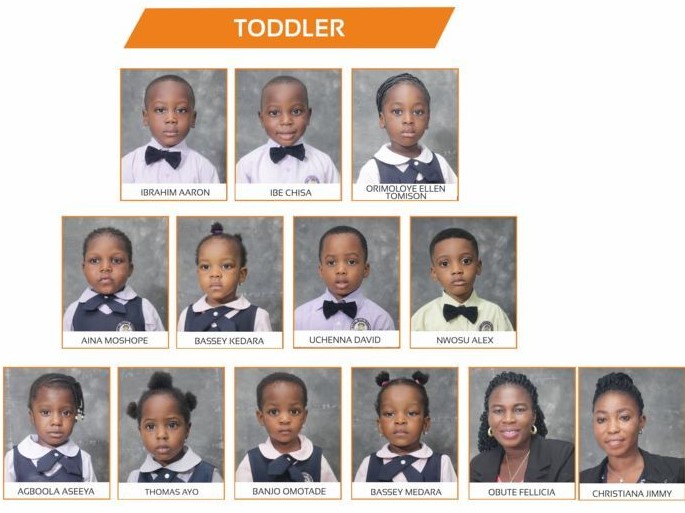 TODDLER
IBRAHIM AARON
IBE CHISA
ORIMOLOYE ELLEN
TOMISON
AINA MOSHOPE
BASSEY KEDARA
UCHENNA DAVID
NWOSU ALEX
AGBOOLA ASEEYA
THOMAS AYO
BANJO OMOTADE
BASSEY MEDARA
OBUTE FELLICIA
CHRISTIANA JIMMY